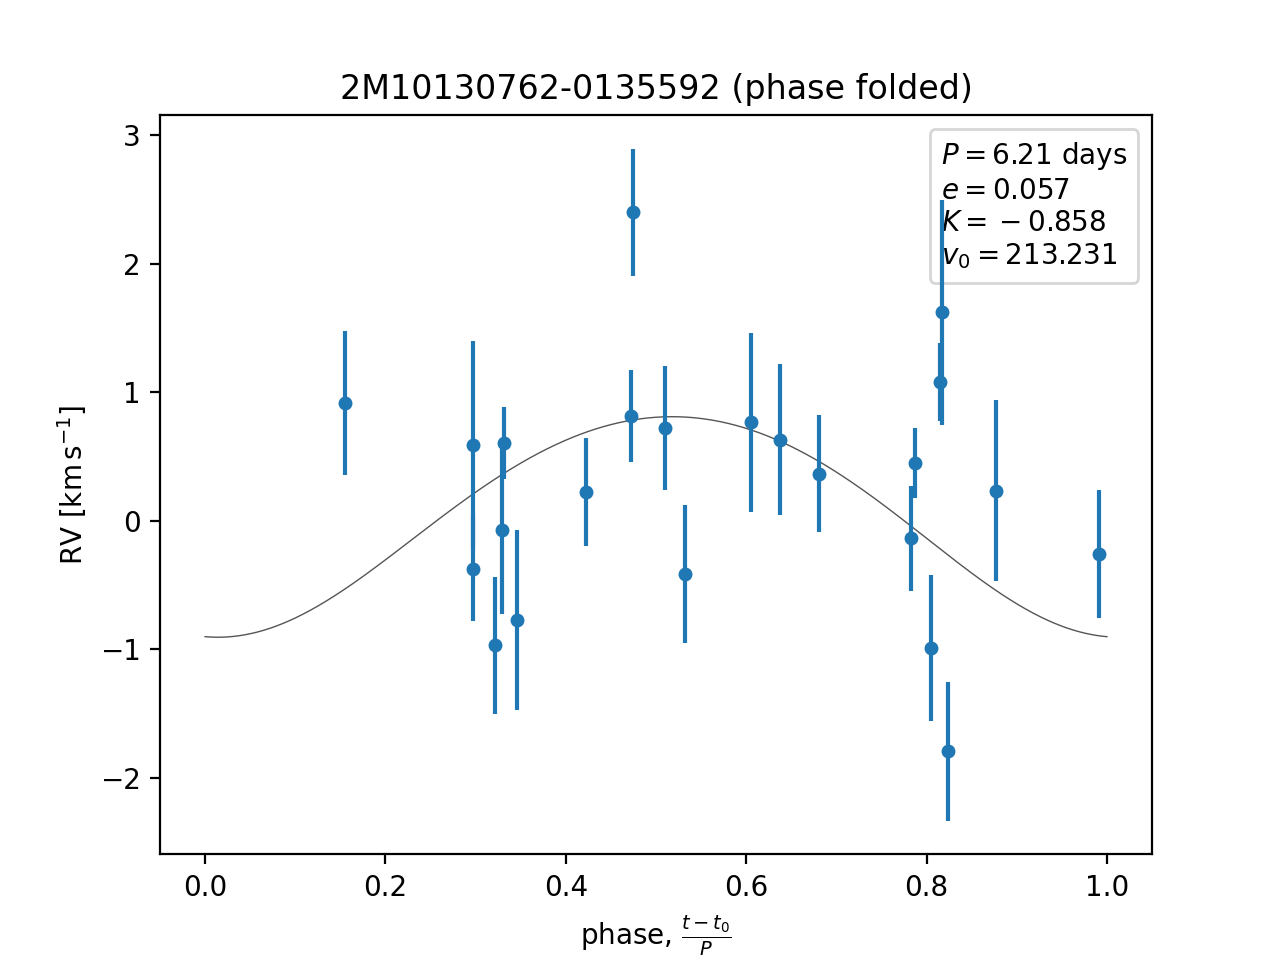 2M10130762-0135592 (phase folded)
P = 6.21 days
e = 0.057
K = −0.858
v₀ = 213.231
RV [km s⁻¹]
3
2
1
0
−1
−2
0.0 0.2 0.4 0.6 0.8 1.0
phase, (t − t₀)/P